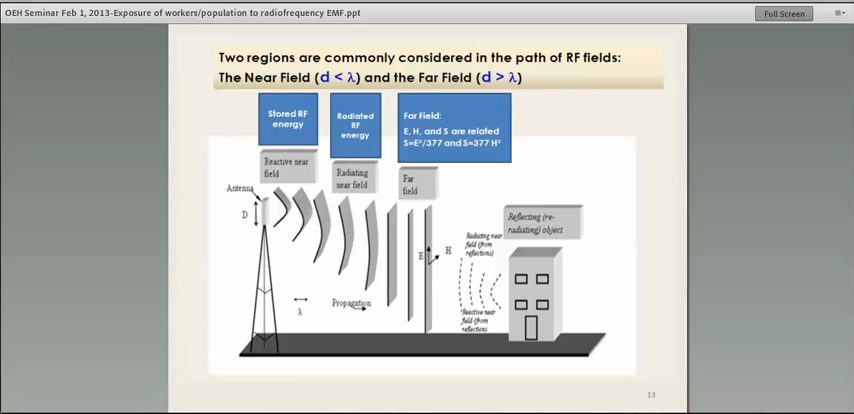 OEH Seminar Feb 1, 2013-Exposure of workers/population to radiofrequency EMF.ppt
Full Screen
Two regions are commonly considered in the path of RF fields:
The Near Field (d < λ) and the Far Field (d > λ)
Stored RF
energy
Radiated
RF
energy
Far Field:
E, H, and S are related
S=E²/377 and S=377 H²
Reactive near
field
Radiating
near field
Far
field
Antenna
D
λ
Propagation
E
H
Radiating near
field (from
reflections)
Reactive near
field (from
reflections
Reflecting (re-
radiating) object
13